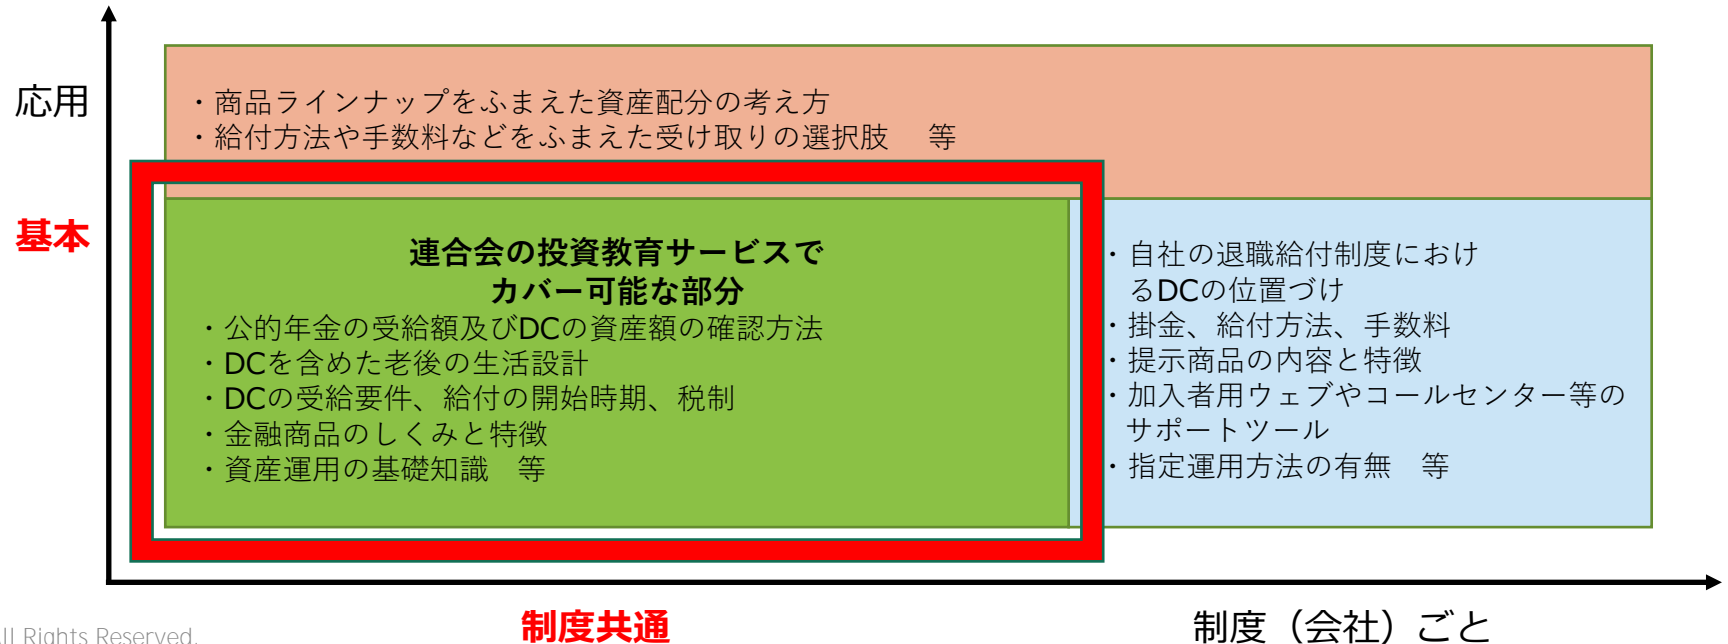 応用
・商品ラインナップをふまえた資産配分の考え方
・給付方法や手数料などをふまえた受け取りの選択肢　等
基本
連合会の投資教育サービスで
カバー可能な部分
・公的年金の受給額及びDCの資産額の確認方法
・DCを含めた老後の生活設計
・DCの受給要件、給付の開始時期、税制
・金融商品のしくみと特徴
・資産運用の基礎知識　等
・自社の退職給付制度におけ
るDCの位置づけ
・掛金、給付方法、手数料
・提示商品の内容と特徴
・加入者用ウェブやコールセンター等の
サポートツール
・指定運用方法の有無　等
制度共通
制度（会社）ごと
All Rights Reserved.